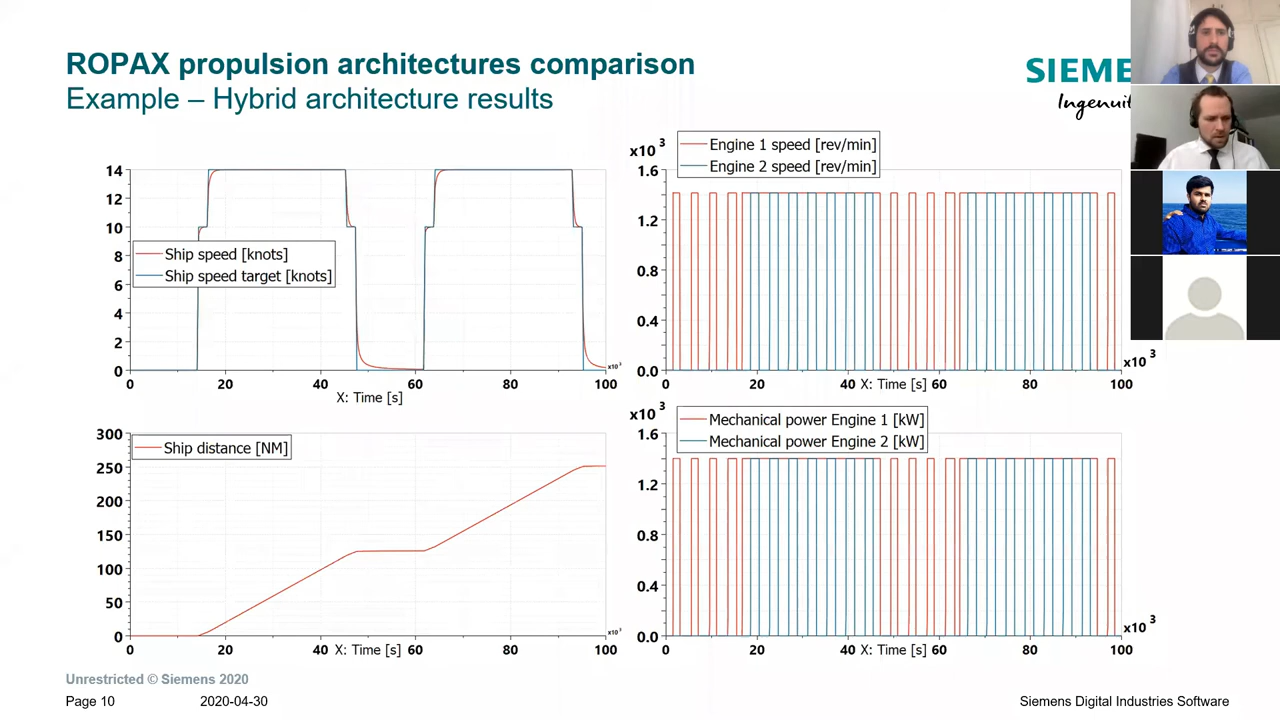 ROPAX propulsion architectures comparison
Example – Hybrid architecture results
SIEME
Ingenuit
14
12
10
8
6
4
2
0
Ship speed [knots]
Ship speed target [knots]
0 20 40 60 80 100
x10³
X: Time [s]
x10³
Engine 1 speed [rev/min]
Engine 2 speed [rev/min]
1.6
1.2
0.8
0.4
0.0
0 20 40 X: Time [s] 60 80 100
x10³
300
250
200
150
100
50
0
Ship distance [NM]
0 20 40 X: Time [s] 60 80 100
x10³
x10³
Mechanical power Engine 1 [kW]
Mechanical power Engine 2 [kW]
1.6
1.2
0.8
0.4
0.0
0 20 40 X: Time [s] 60 80 100
x10³
Unrestricted © Siemens 2020
Page 10 2020-04-30 Siemens Digital Industries Software